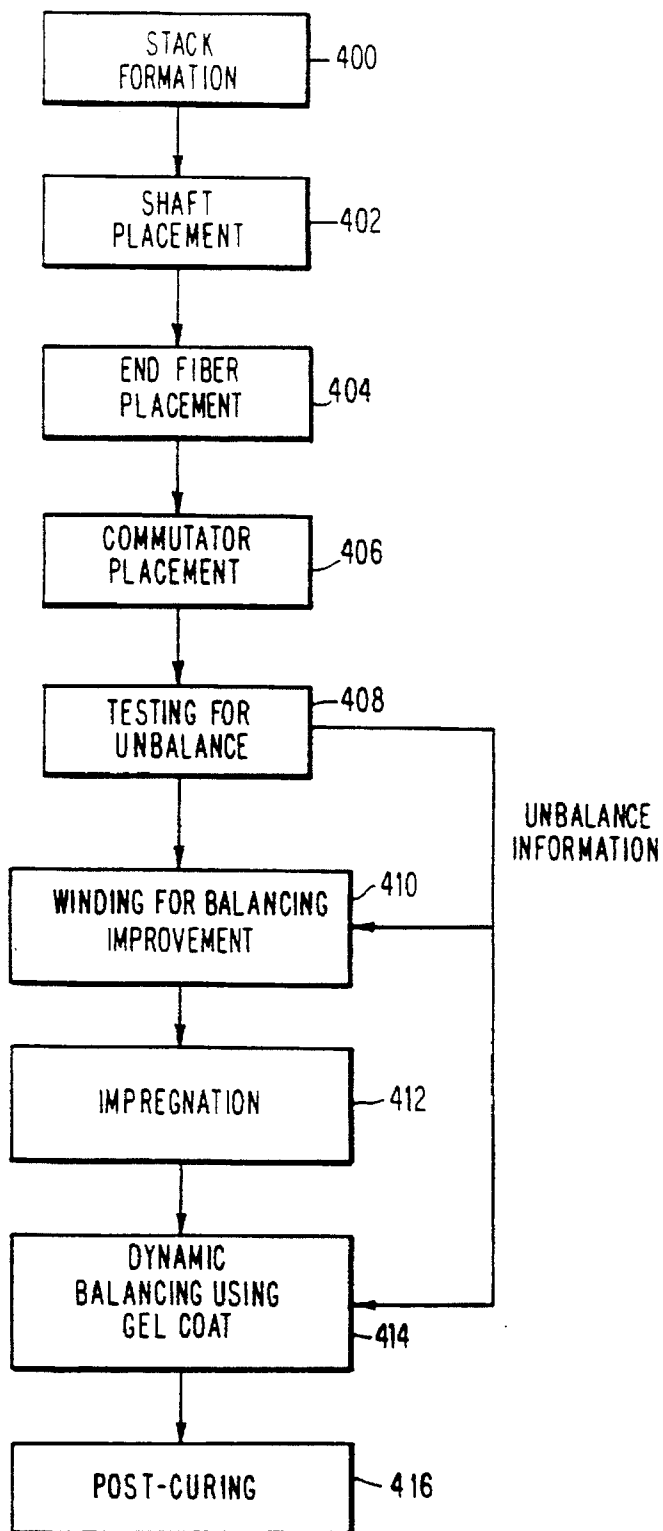 STACK
FORMATION
400
SHAFT
PLACEMENT
402
END FIBER
PLACEMENT
404
COMMUTATOR
PLACEMENT
406
TESTING FOR
UNBALANCE
408
UNBALANCE
INFORMATION
WINDING FOR BALANCING
IMPROVEMENT
410
IMPREGNATION
412
DYNAMIC
BALANCING USING
GEL COAT
414
POST-CURING
416